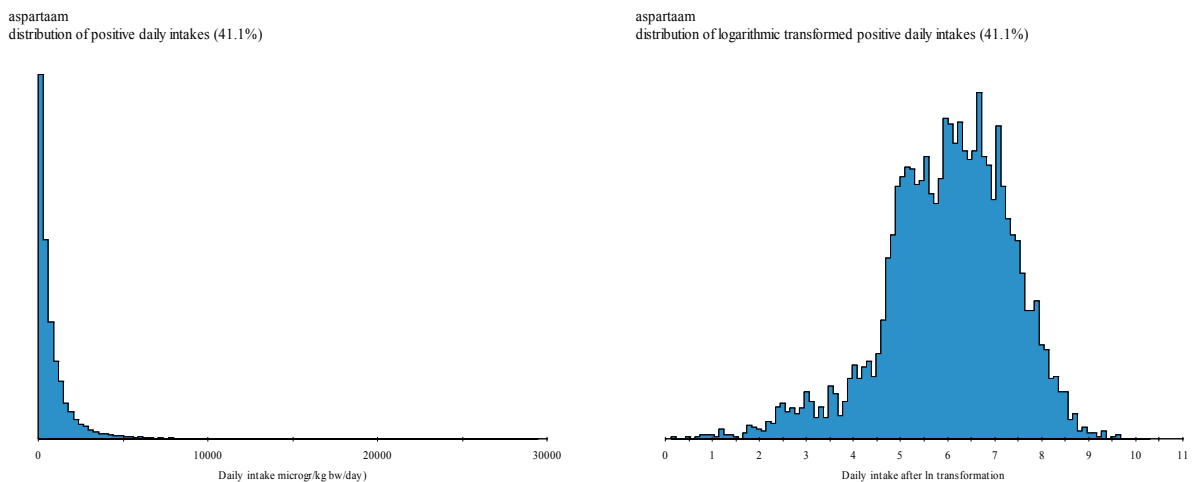 aspartaam
distribution of positive daily intakes (41.1%)
0
10000
20000
30000
Daily intake microgr/kg bw/day)
aspartaam
distribution of logarithmic transformed positive daily intakes (41.1%)
0 1 2 3 4 5 6 7 8 9 10 11
Daily intake after ln transformation